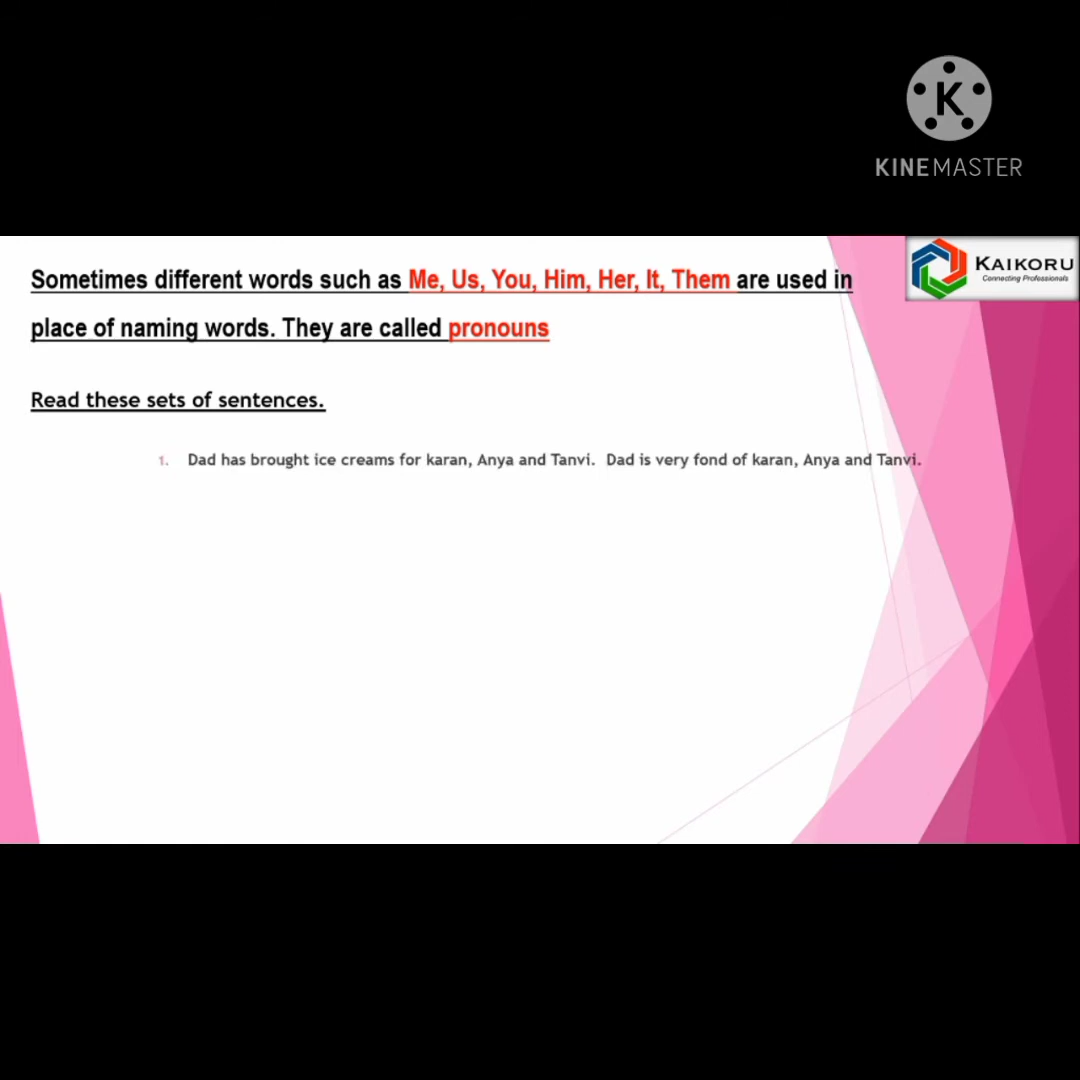 K
KINEMASTER
KAIKORU
Connecting Professionals
Sometimes different words such as Me, Us, You, Him, Her, It, Them are used in
place of naming words. They are called pronouns
Read these sets of sentences.
1. Dad has brought ice creams for karan, Anya and Tanvi. Dad is very fond of karan, Anya and Tanvi.